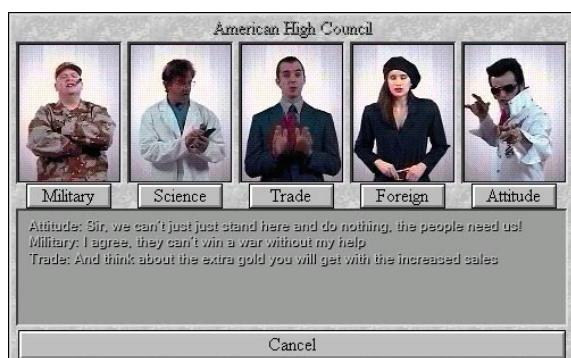 American High Council
Military Science Trade Foreign Attitude
Attitude: Sir, we can't just just stand here and do nothing, the people need us!
Military: I agree, they can't win a war without my help
Trade: And think about the extra gold you will get with the increased sales
Cancel